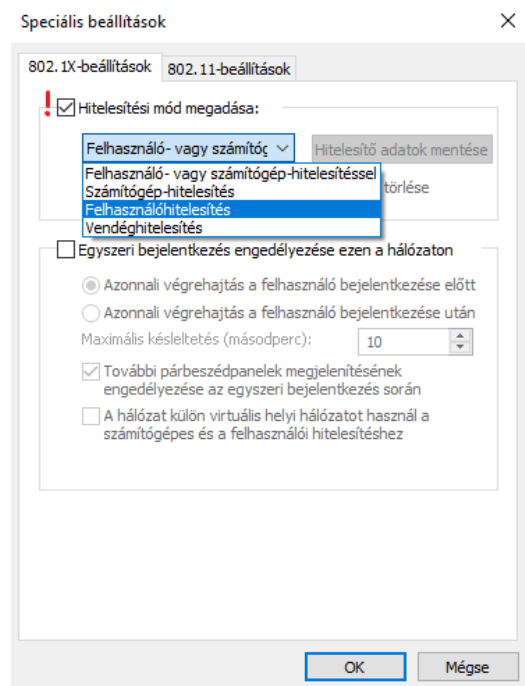 Speciális beállítások
802.1X-beállítások 802.11-beállítások
! Hitelesítési mód megadása:
Felhasználó- vagy számítóg Hitelesítő adatok mentése
Felhasználó- vagy számítógép-hitelesítéssel
Számítógép-hitelesítés törlése
Felhasználóhitelesítés
Vendéghitelesítés
Egyszeri bejelentkezés engedélyezése ezen a hálózaton
Azonnali végrehajtás a felhasználó bejelentkezése előtt
Azonnali végrehajtás a felhasználó bejelentkezése után
Maximális késleltetés (másodperc): 10
További párbeszédpanelek megjelenítésének
engedélyezése az egyszeri bejelentkezés során
A hálózat külön virtuális helyi hálózatot használ a
számítógépes és a felhasználói hitelesítéshez
OK Mégse